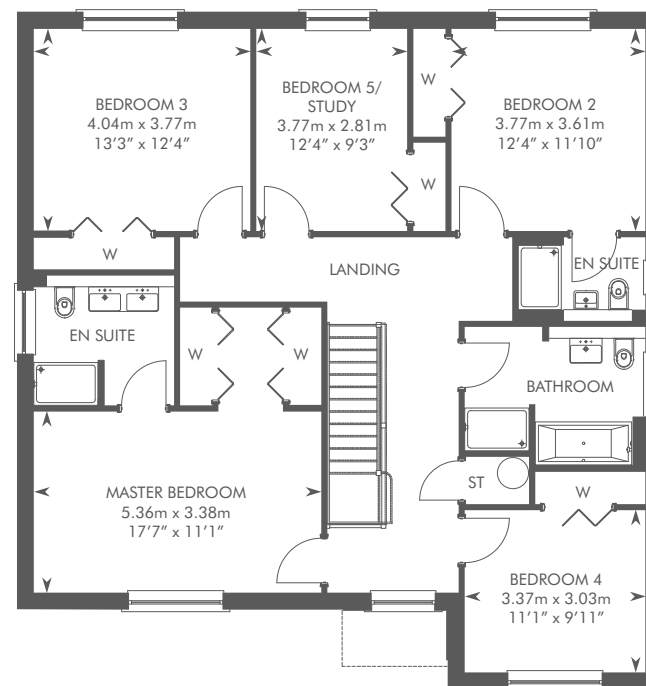 BEDROOM 3
4.04m x 3.77m
13'3" x 12'4"
BEDROOM 5/
STUDY
3.77m x 2.81m
12'4" x 9'3"
W
W
BEDROOM 2
3.77m x 3.61m
12'4" x 11'10"
W
LANDING
EN SUITE
EN SUITE
W
W
BATHROOM
MASTER BEDROOM
5.36m x 3.38m
17'7" x 11'1"
ST
W
BEDROOM 4
3.37m x 3.03m
11'1" x 9'11"